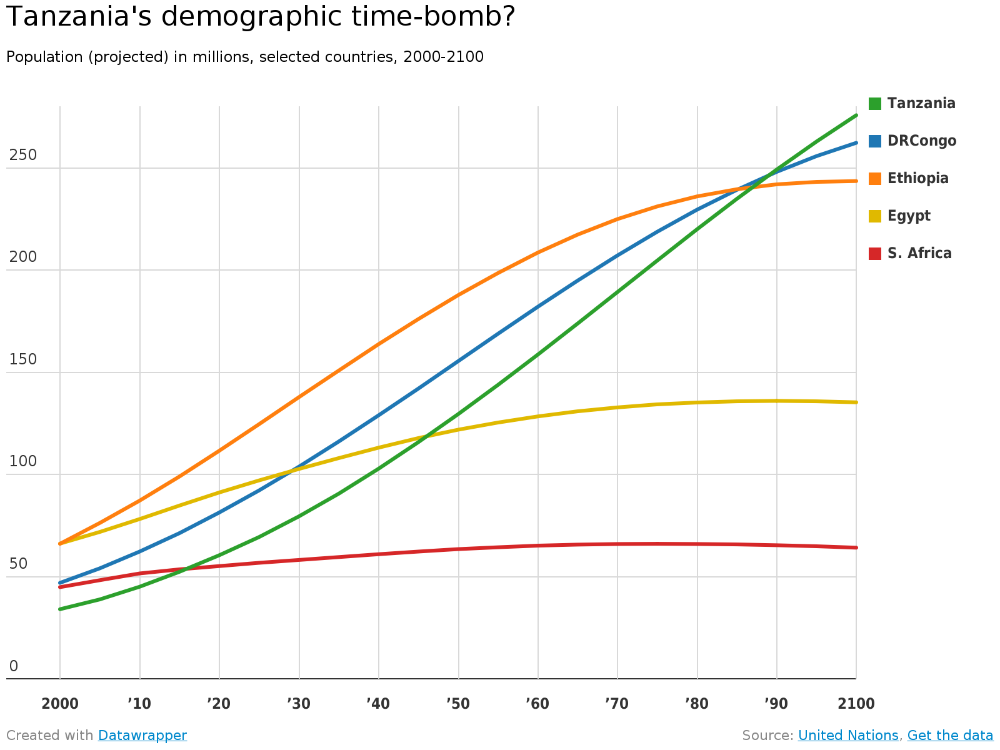 Tanzania's demographic time-bomb?
Population (projected) in millions, selected countries, 2000-2100
Tanzania
DRCongo
Ethiopia
Egypt
S. Africa
250
200
150
100
50
0
2000 ’10 ’20 ’30 ’40 ’50 ’60 ’70 ’80 ’90 2100
Created with Datawrapper
Source: United Nations, Get the data